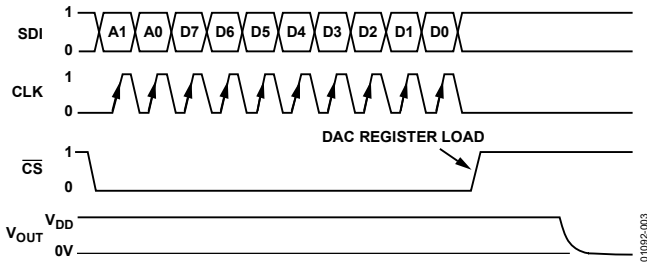 SDI 1 0 A1 A0 D7 D6 D5 D4 D3 D2 D1 D0
CLK 1 0
DAC REGISTER LOAD
CS 1 0
VOUT VDD 0V
01092-003